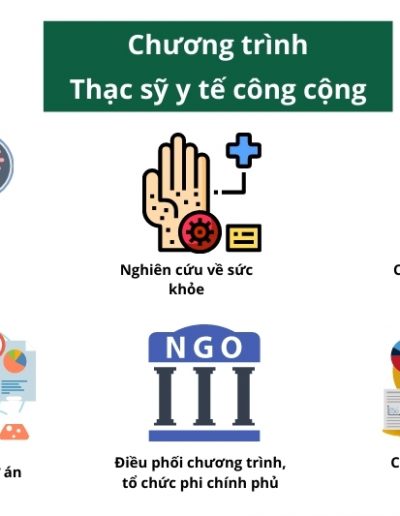 Chương trình
Thạc sỹ y tế công cộng
Nghiên cứu về sức
khỏe
C
NGO
án
Điều phối chương trình,
tổ chức phi chính phủ
C